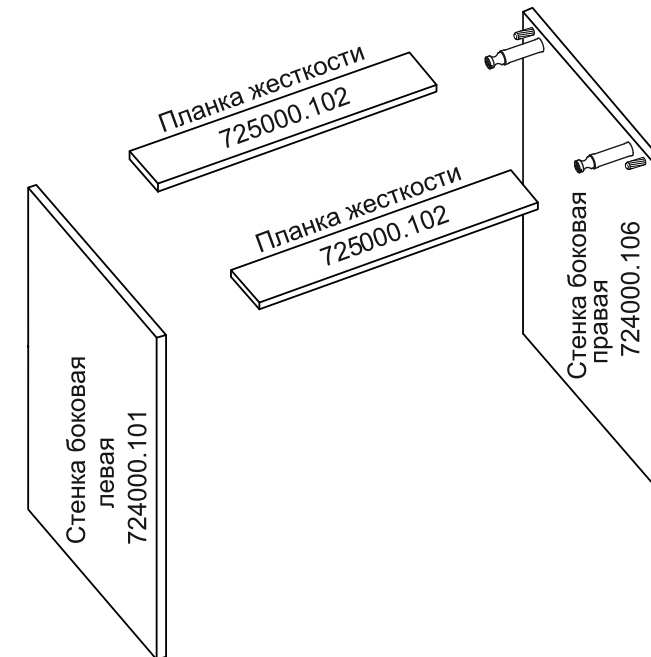 Планка жесткости
725000.102
Планка жесткости
725000.102
Стенка боковая
правая
724000.106
Стенка боковая
левая
724000.101